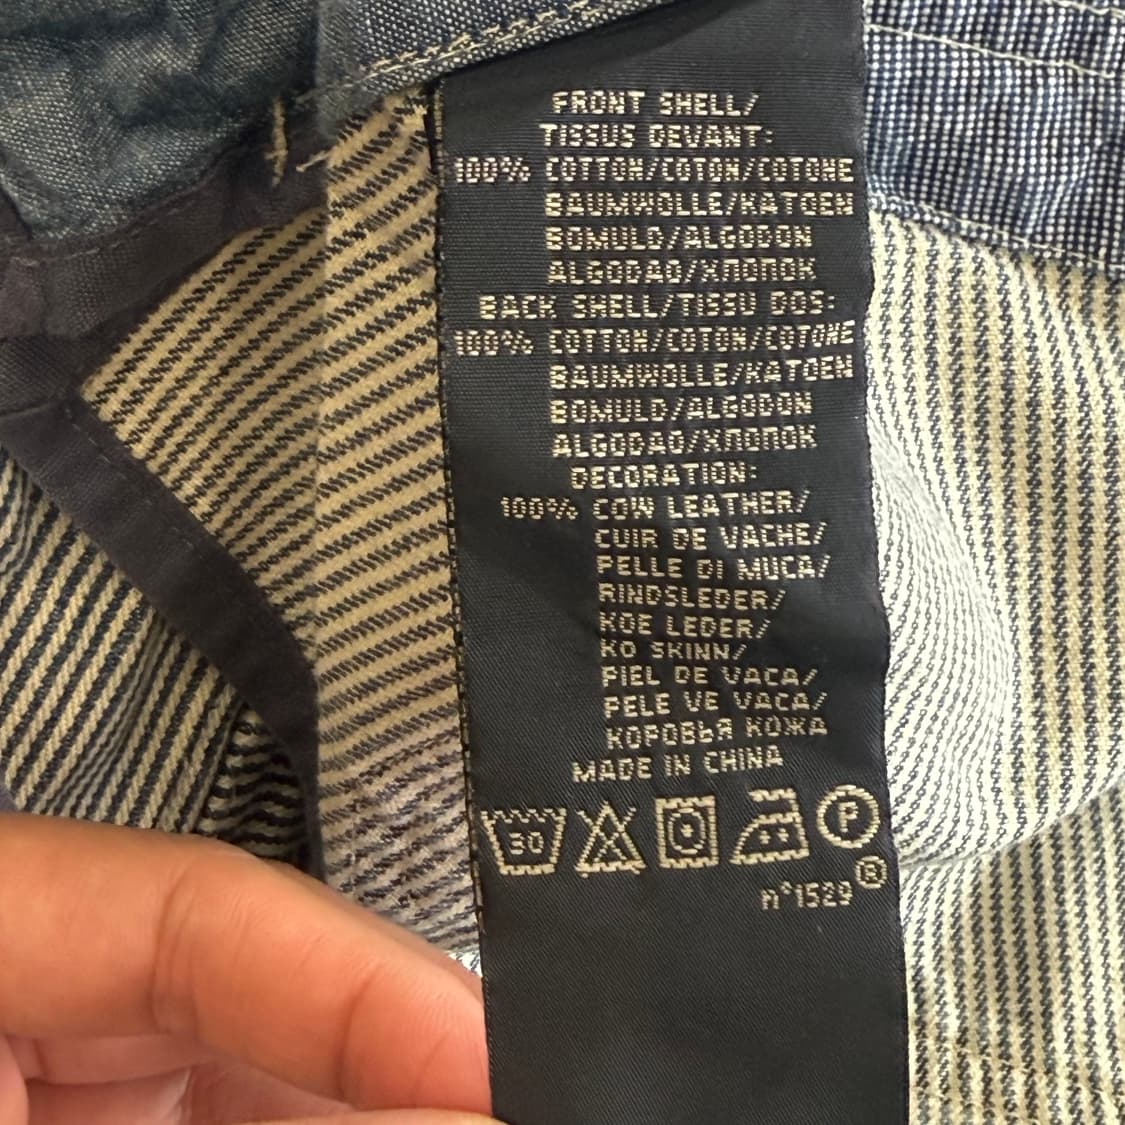 FRONT SHELL/
TISSUS DEVANT:
100% COTTON/COTON/COTONE
BAUMWOLLE/KATOEN
BOMULD/ALGODON
ALGODAO/ХЛОПОК
BACK SHELL/TISSU DOS:
100% COTTON/COTON/COTONE
BAUMWOLLE/KATOEN
BOMULD/ALGODON
ALGODAO/ХЛОПОК
DECORATION:
100% COW LEATHER/
CUIR DE VACHE/
PELLE DI MUCA/
RINDSLEDER/
KOE LEDER/
KO SKINN/
PIEL DE VACA/
PELE VE VACA/
КОРОВЬЯ КОЖА
MADE IN CHINA
30 P
®
n°1529